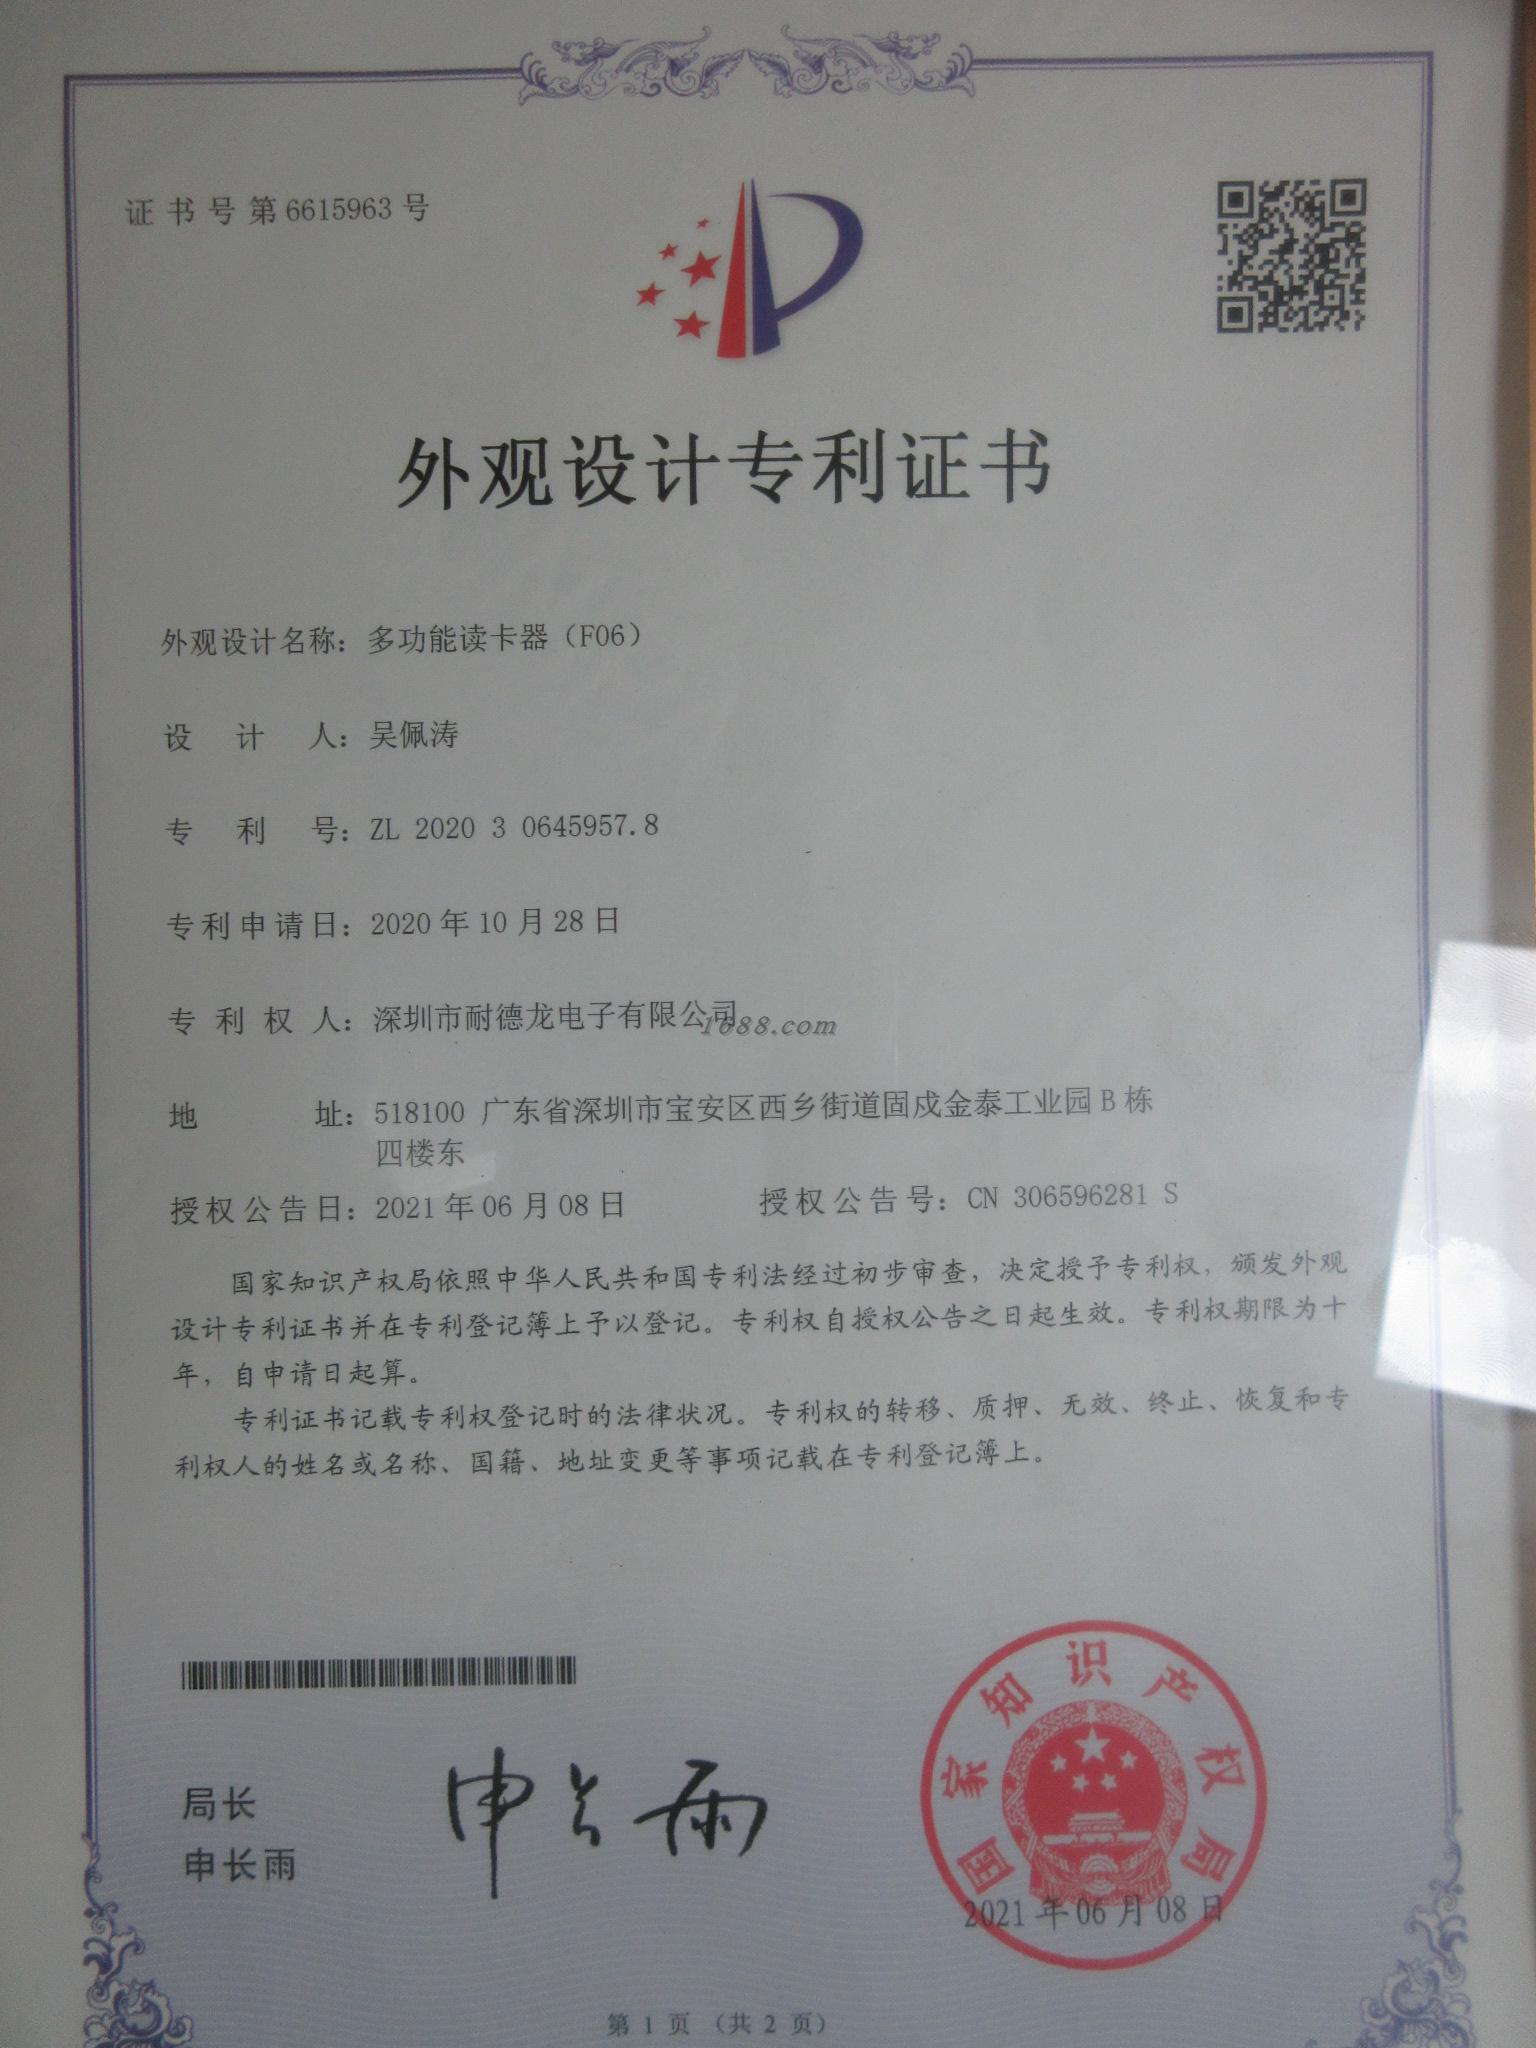 证书号第6615963号
外观设计专利证书
外观设计名称：多功能读卡器（F06）
设计人：吴佩涛
专利号：ZL 2020 3 0645957.8
专利申请日：2020年10月28日
专利权人：深圳市耐德龙电子有限公司
1688.com
地址：518100 广东省深圳市宝安区西乡街道固戍金泰工业园B栋
四楼东
授权公告日：2021年06月08日 授权公告号：CN 306596281 S
国家知识产权局依照中华人民共和国专利法经过初步审查，决定授予专利权，颁发外观
设计专利证书并在专利登记簿上予以登记。专利权自授权公告之日起生效。专利权期限为十
年，自申请日起算。
专利证书记载专利权登记时的法律状况。专利权的转移、质押、无效、终止、恢复和专
利权人的姓名或名称、国籍、地址变更等事项记载在专利登记簿上。
局长
申长雨
申长雨
国家知识产权局
2021年06月08日
第 1 页 （共 2 页）